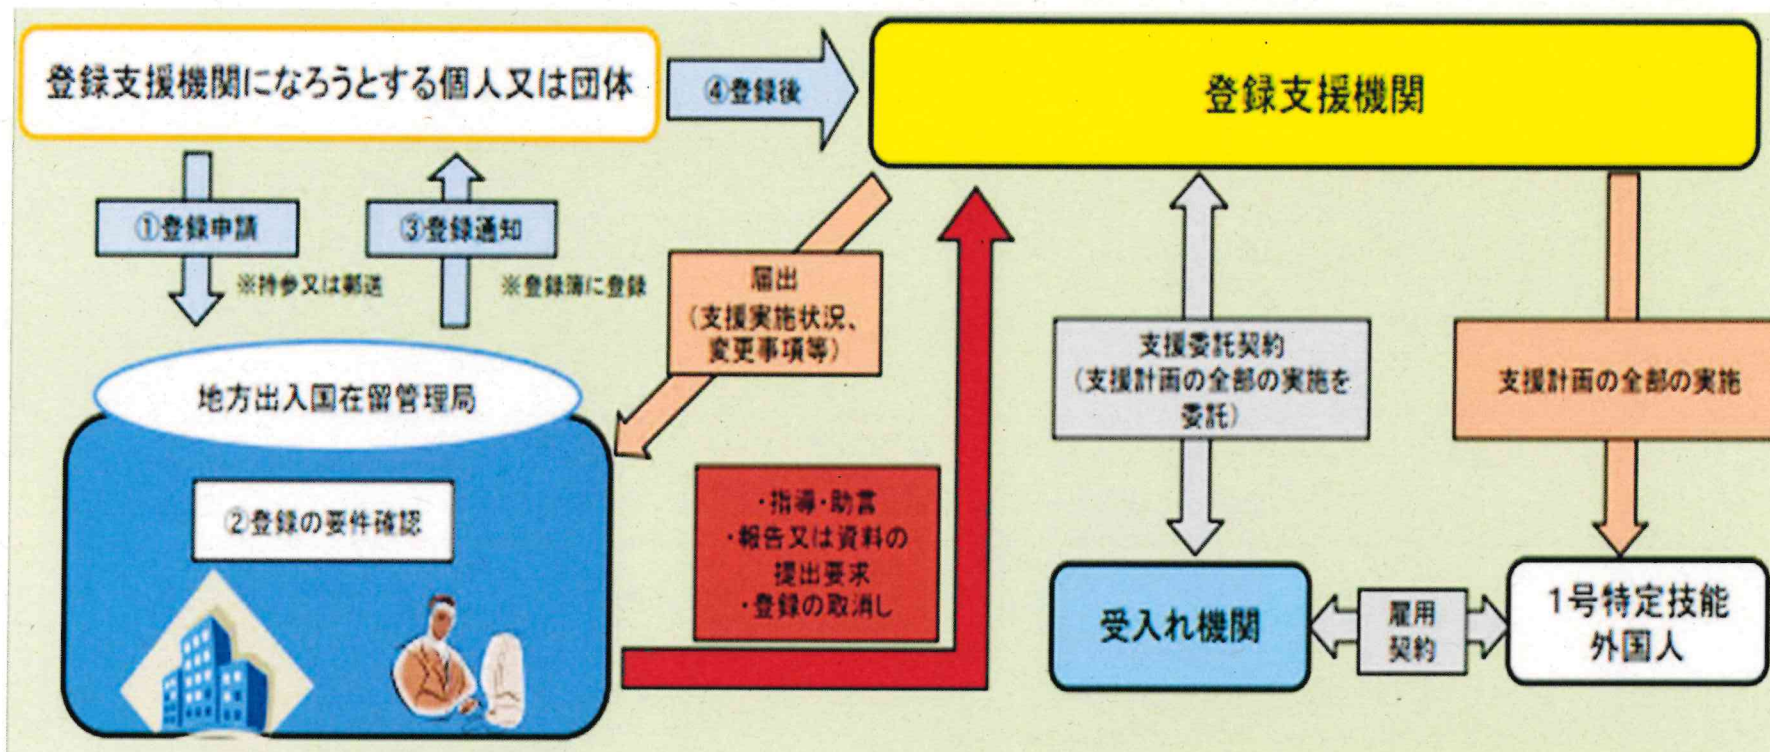 登録支援機関になろうとする個人又は団体
④登録後
登録支援機関
①登録申請
※持参又は郵送
③登録通知
※登録簿に登録
届出
(支援実施状況、
変更事項等)
支援委託契約
(支援計画の全部の実施を
委託)
支援計画の全部の実施
地方出入国在留管理局
②登録の要件確認
・指導・助言
・報告又は資料の
提出要求
・登録の取消し
受入れ機関
雇用
契約
1号特定技能
外国人